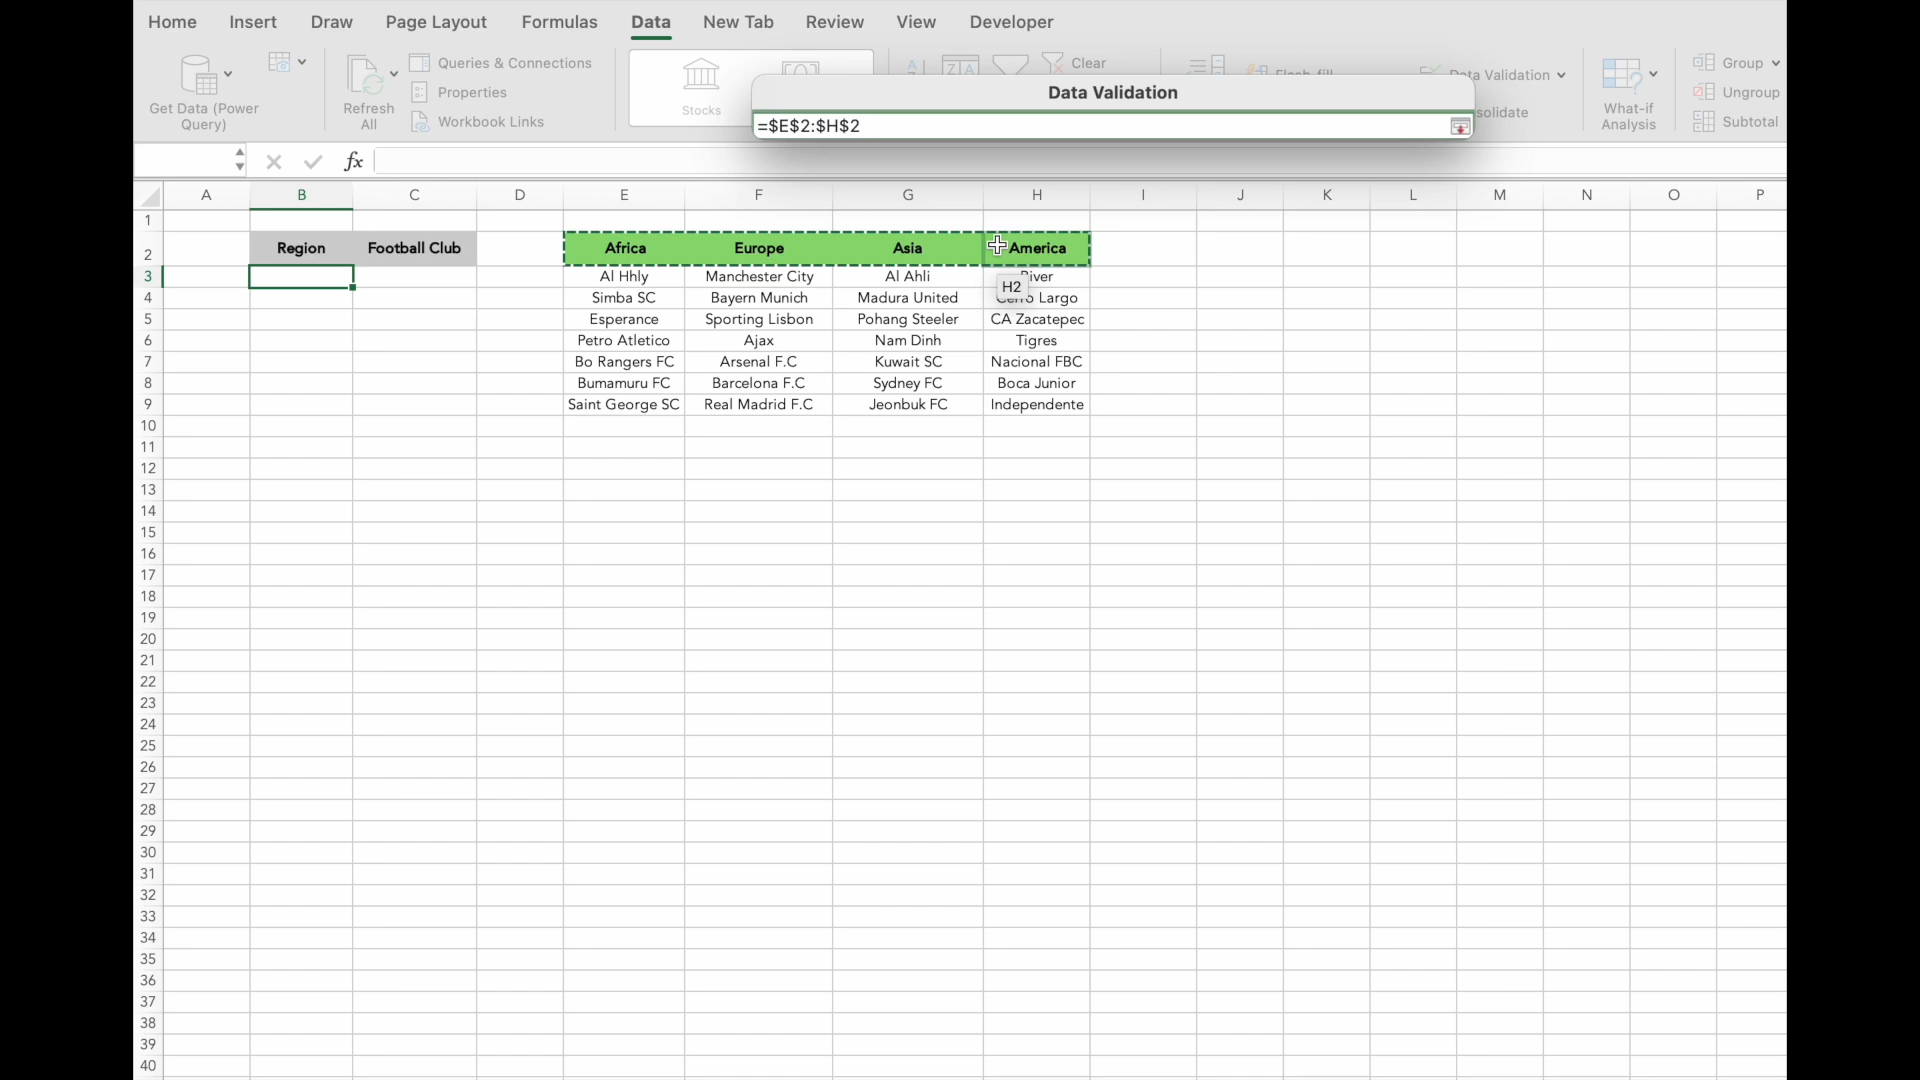 Home Insert Draw Page Layout Formulas Data New Tab Review View Developer
Queries & Connections Clear Group
Stocks Data Validation
Get Data (Power Query) Refresh All Properties What-if Analysis Ungroup
Workbook Links Subtotal
Data Validation
=$E$2:$H$2
fx
A B C D E F G H I J K L M N O P
1
2 Region Football Club Africa Europe Asia America
3 Al Hhly Manchester City Al Ahli River
H2
4 Simba SC Bayern Munich Madura United Largo
5 Esperance Sporting Lisbon Pohang Steeler CA Zacatepec
6 Petro Atletico Ajax Nam Dinh Tigres
7 Bo Rangers FC Arsenal F.C Kuwait SC Nacional FBC
8 Bumamuru FC Barcelona F.C Sydney FC Boca Junior
9 Saint George SC Real Madrid F.C Jeonbuk FC Independente
10
11
12
13
14
15
16
17
18
19
20
21
22
23
24
25
26
27
28
29
30
31
32
33
34
35
36
37
38
39
40